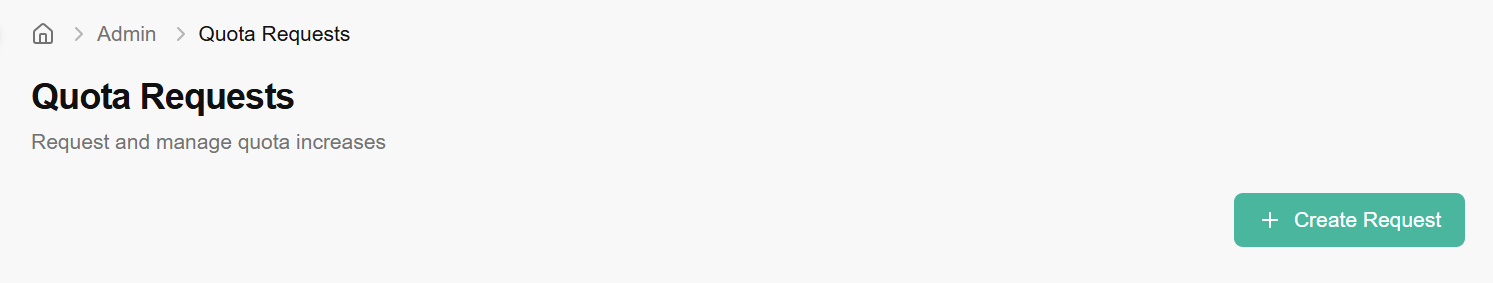 Admin Quota Requests
Quota Requests
Request and manage quota increases
Create Request